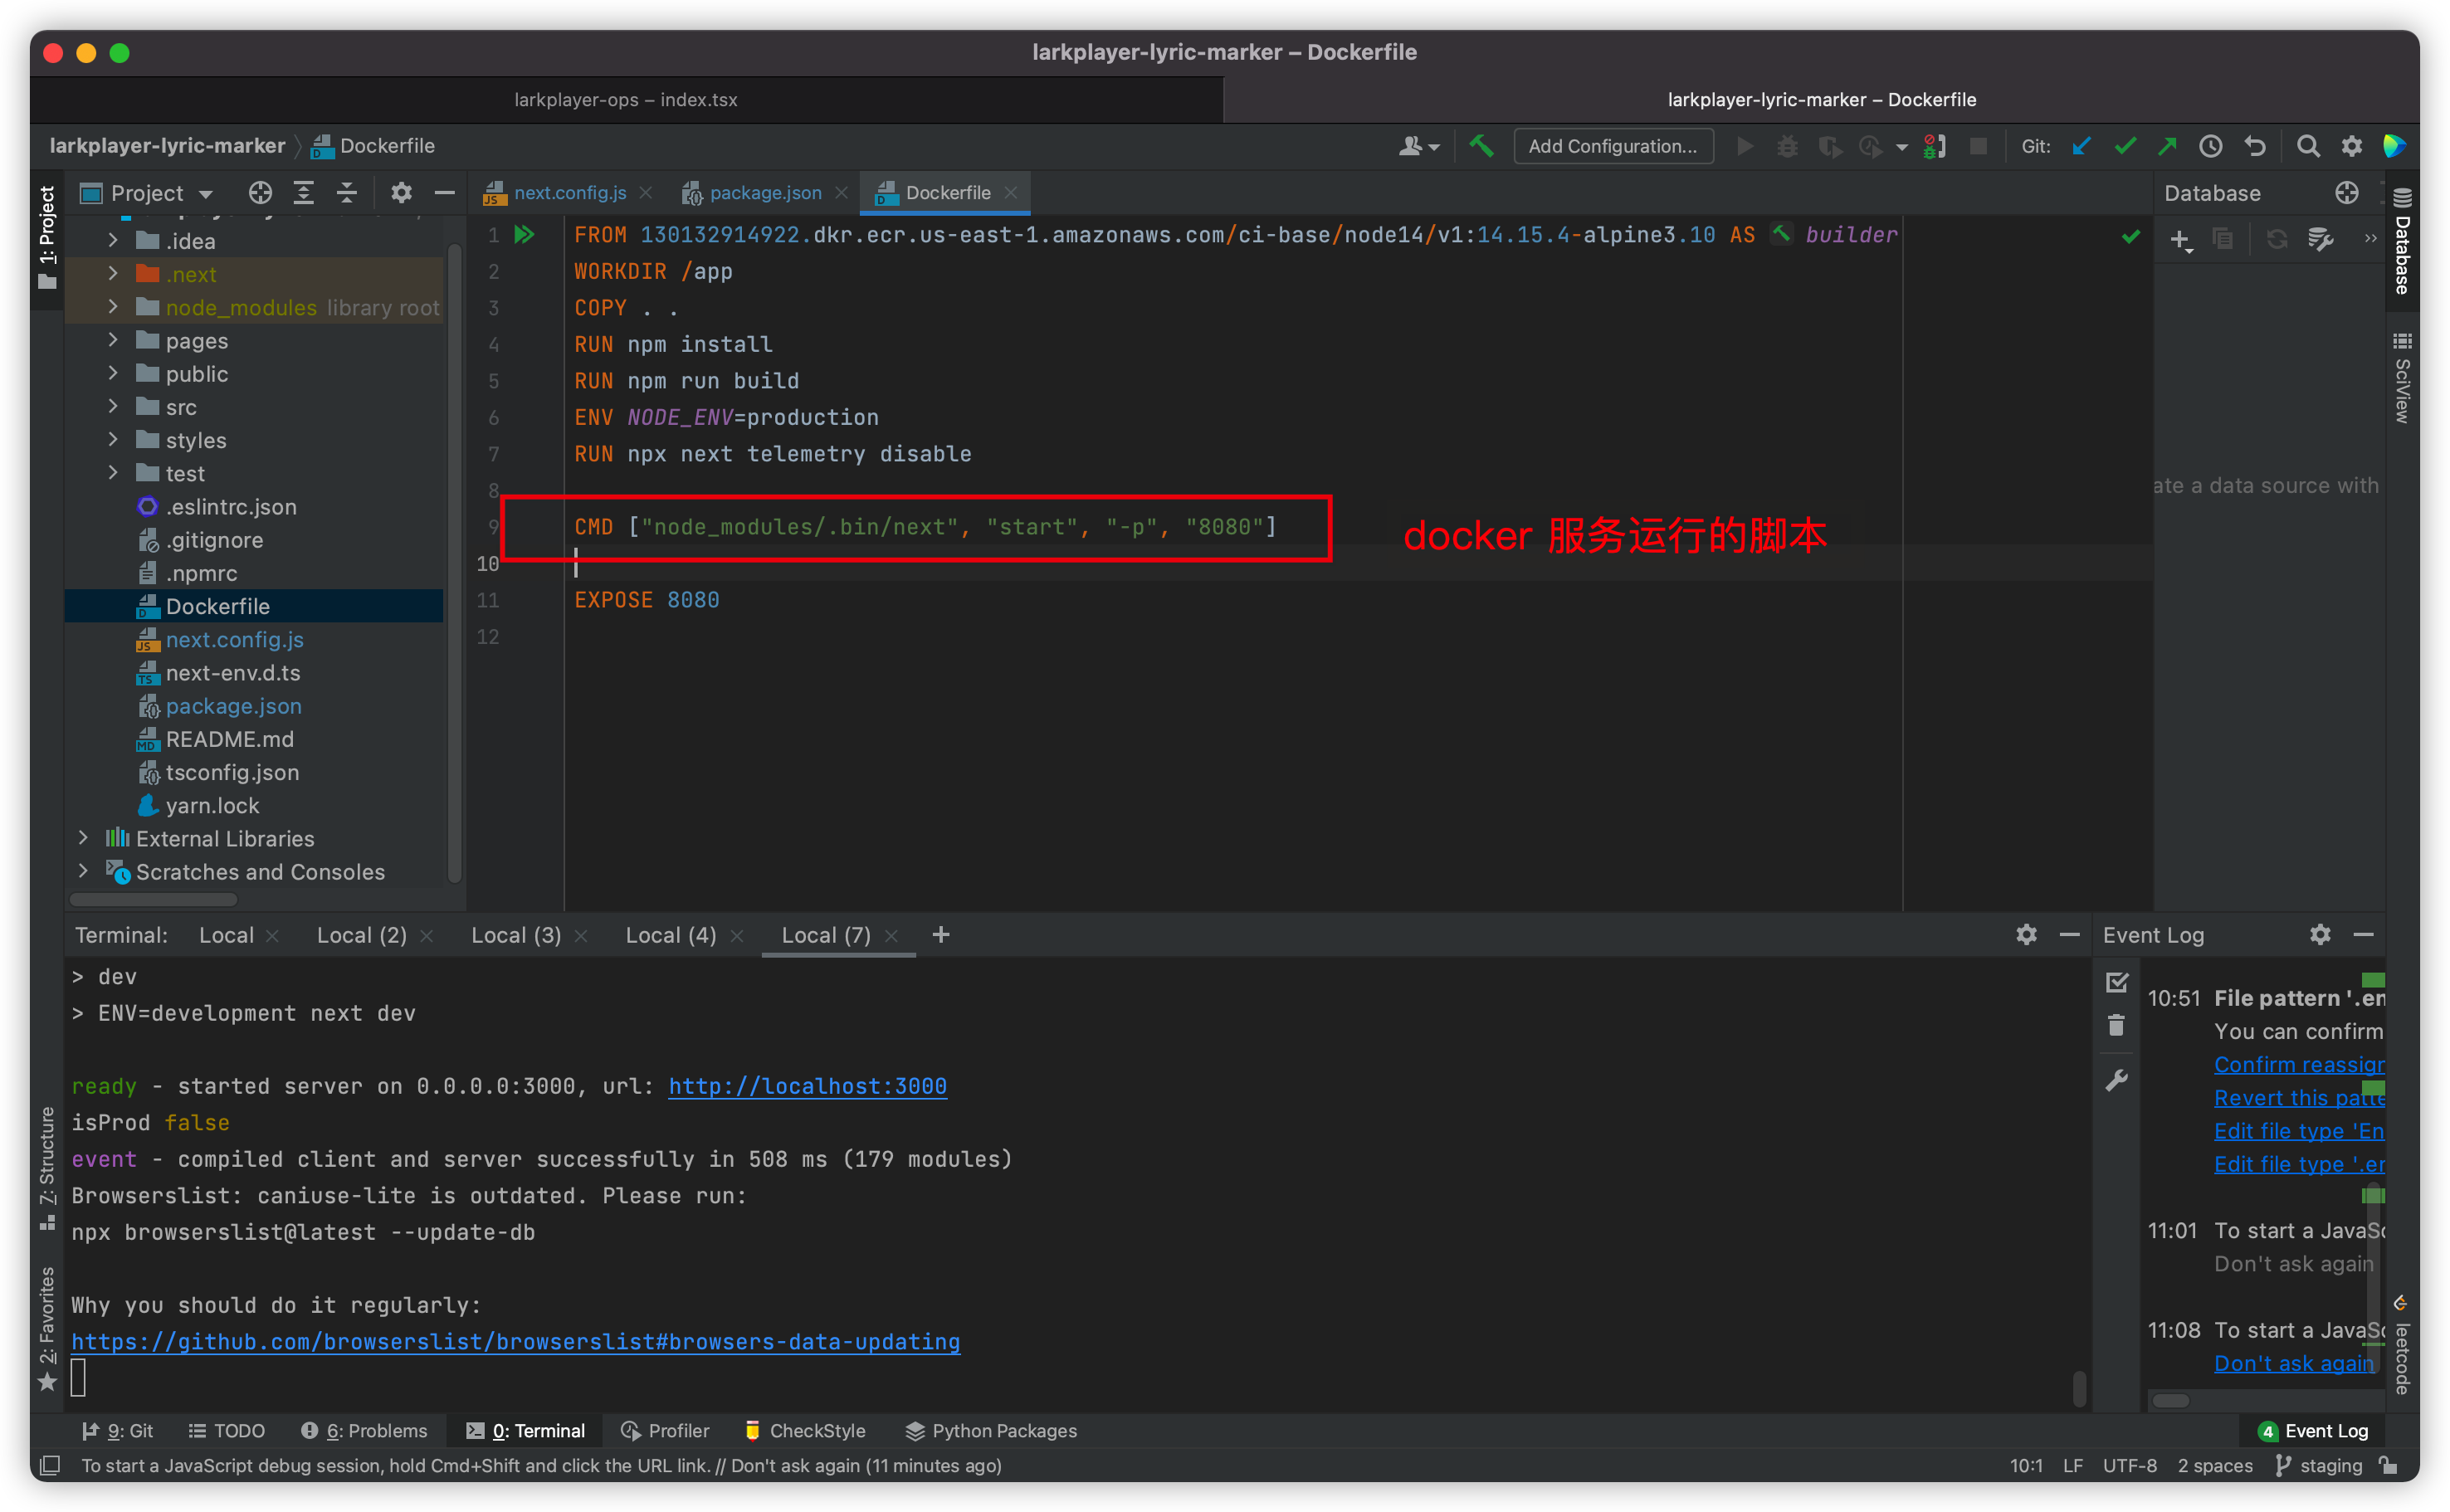 larkplayer-lyric-marker – Dockerfile
larkplayer-ops – index.tsx
larkplayer-lyric-marker – Dockerfile
larkplayer-lyric-marker
Dockerfile
Add Configuration...
Git:
1: Project
Project
.idea
.next
node_modules library root
pages
public
src
styles
test
.eslintrc.json
.gitignore
.npmrc
Dockerfile
next.config.js
next-env.d.ts
package.json
README.md
tsconfig.json
yarn.lock
External Libraries
Scratches and Consoles
next.config.js
package.json
Dockerfile
1 FROM 130132914922.dkr.ecr.us-east-1.amazonaws.com/ci-base/node14/v1:14.15.4-alpine3.10 AS builder
2 WORKDIR /app
3 COPY . .
4 RUN npm install
5 RUN npm run build
6 ENV NODE_ENV=production
7 RUN npx next telemetry disable
8
9 CMD ["node_modules/.bin/next", "start", "-p", "8080"]
docker 服务运行的脚本
10
11 EXPOSE 8080
12
Database
ate a data source with
Database
SciView
Terminal:
Local
Local (2)
Local (3)
Local (4)
Local (7)
> dev
> ENV=development next dev
ready - started server on 0.0.0.0:3000, url: http://localhost:3000
isProd false
event - compiled client and server successfully in 508 ms (179 modules)
Browserslist: caniuse-lite is outdated. Please run:
npx browserslist@latest --update-db
Why you should do it regularly:
https://github.com/browserslist/browserslist#browsers-data-updating
Event Log
10:51 File pattern '.en
You can confirm
Confirm reassign
Revert this patte
Edit file type 'En
Edit file type '.en
11:01 To start a JavaSc
Don't ask again
11:08 To start a JavaSc
Don't ask again
7: Structure
2: Favorites
leetcode
9: Git
TODO
6: Problems
0: Terminal
Profiler
CheckStyle
Python Packages
4 Event Log
To start a JavaScript debug session, hold Cmd+Shift and click the URL link. // Don't ask again (11 minutes ago)
10:1
LF
UTF-8
2 spaces
staging